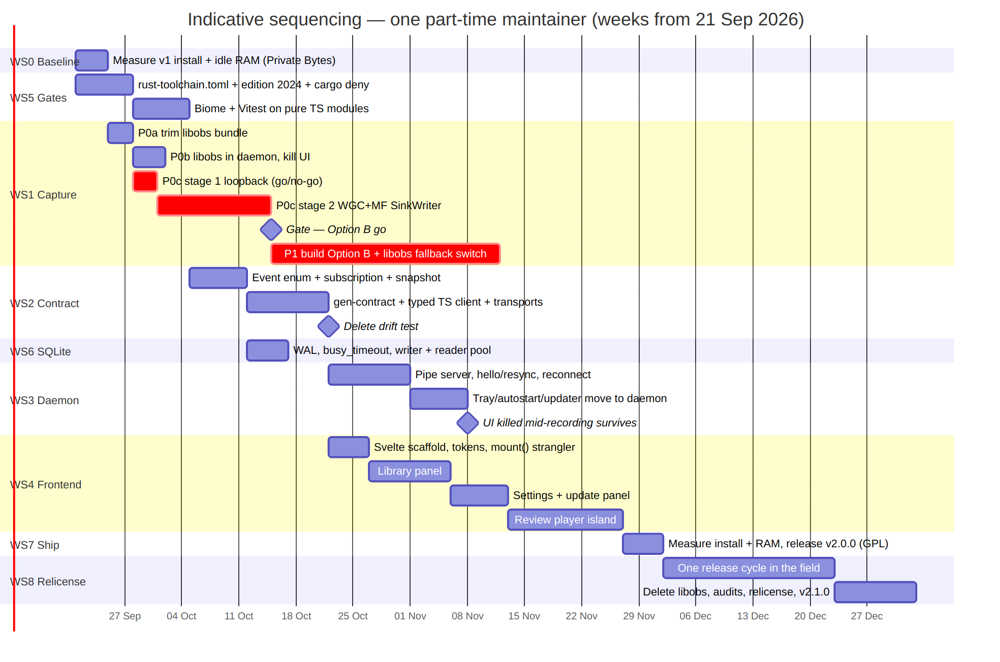 Indicative sequencing — one part-time maintainer (weeks from 21 Sep 2026)
WS0 Baseline
Measure v1 install + idle RAM (Private Bytes)
WS5 Gates
rust-toolchain.toml + edition 2024 + cargo deny
Biome + Vitest on pure TS modules
WS1 Capture
P0a trim libobs bundle
P0b libobs in daemon, kill UI
P0c stage 1 loopback (go/no-go)
P0c stage 2 WGC+MF SinkWriter
Gate — Option B go
P1 build Option B + libobs fallback switch
WS2 Contract
Event enum + subscription + snapshot
gen-contract + typed TS client + transports
Delete drift test
WS6 SQLite
WAL, busy_timeout, writer + reader pool
WS3 Daemon
Pipe server, hello/resync, reconnect
Tray/autostart/updater move to daemon
UI killed mid-recording survives
WS4 Frontend
Svelte scaffold, tokens, mount() strangler
Library panel
Settings + update panel
Review player island
WS7 Ship
Measure install + RAM, release v2.0.0 (GPL)
WS8 Relicense
One release cycle in the field
Delete libobs, audits, relicense, v2.1.0
27 Sep
04 Oct
11 Oct
18 Oct
25 Oct
01 Nov
08 Nov
15 Nov
22 Nov
29 Nov
06 Dec
13 Dec
20 Dec
27 Dec